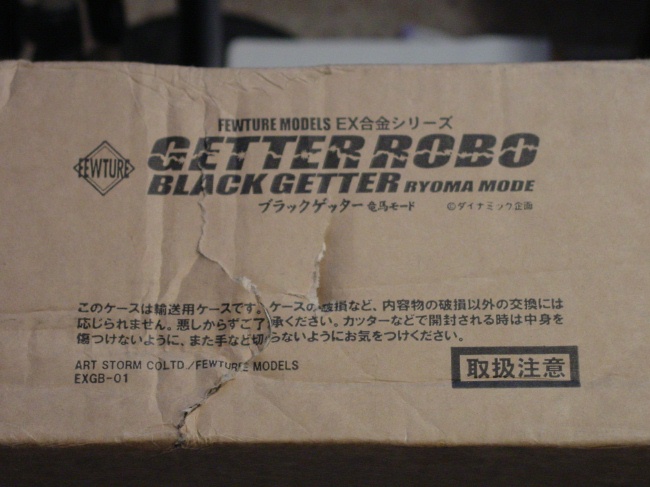 FEWTURE MODELS EX合金シリーズ
FEWTURE
GETTER ROBO
BLACK GETTER RYOMA MODE
ブラックゲッター 竜馬モード ©ダイナミック企画
このケースは輸送用ケースです。ケースの破損など、内容物の破損以外の交換には
応じられません。悪しからずご了承ください。カッターなどで開封される時は中身を
傷つけないように、また手など切らないようにお気をつけください。
ART STORM COLTD./FEWTURE MODELS
EXGB-01
取扱注意